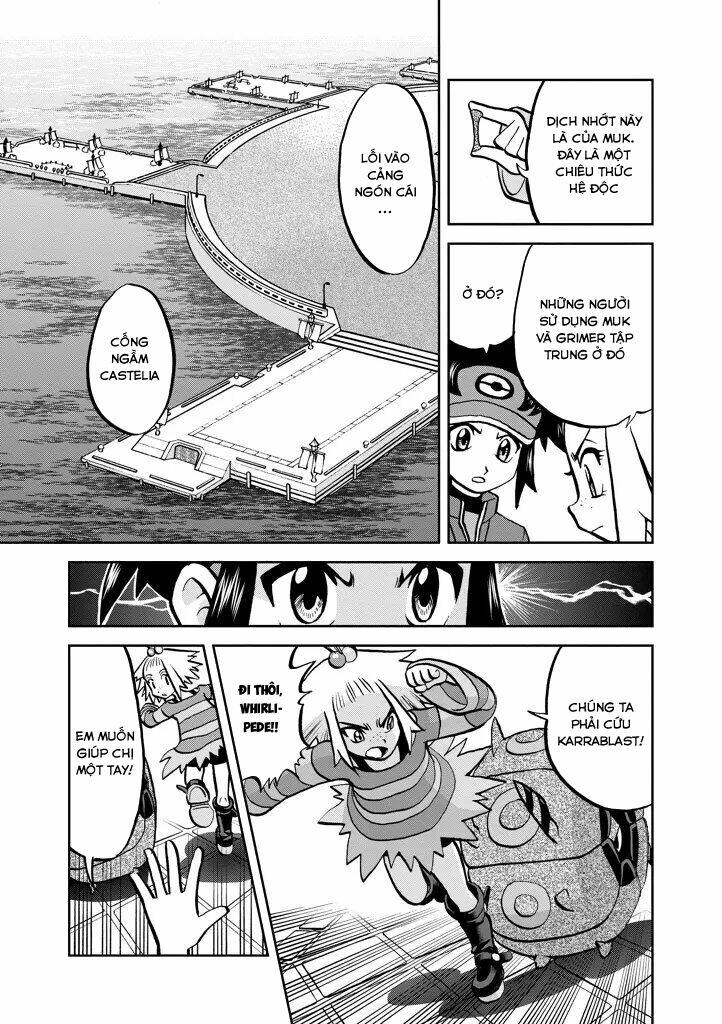 DỊCH NHỚT NÀY
LÀ CỦA MUK.
ĐÂY LÀ MỘT
CHIÊU THỨC
HỆ ĐỘC
NHỮNG NGƯỜI
SỬ DỤNG MUK
VÀ GRIMER TẬP
TRUNG Ở ĐÓ
Ở ĐÓ?
LỐI VÀO
CẢNG
NGÓN CÁI
...
CỐNG
NGẦM
CASTELIA
CHÚNG TA
PHẢI CỨU
KARRABLAST!
ĐI THÔI,
WHIRLI-
PEDE!!
EM MUỐN
GIÚP CHỊ
MỘT TAY!